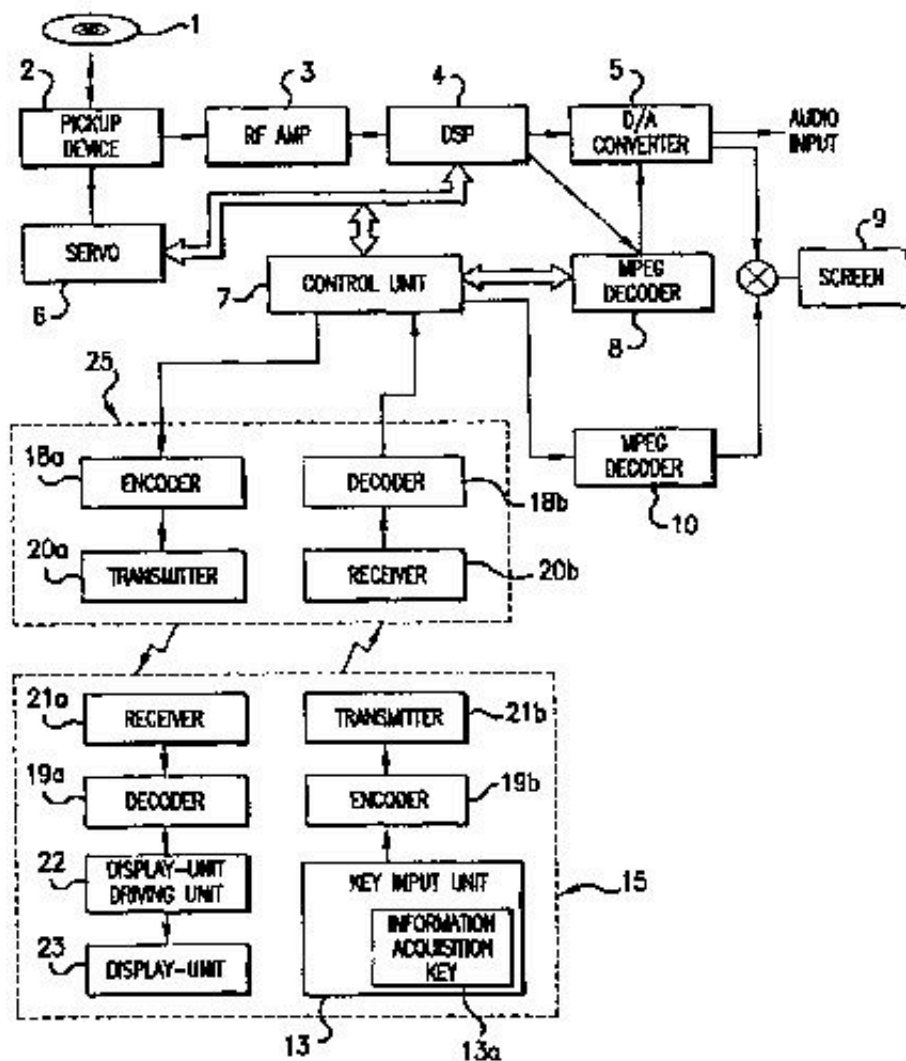 1
2
3
4
5
PICKUP
DEVICE
RF AMP
DSP
D/A
CONVERTER
AUDIO
INPUT
SERVO
6
7
CONTROL UNIT
MPEG
DECODER
8
9
SCREEN
25
18a
ENCODER
DECODER
18b
MPEG
DECODER
10
20a
TRANSMITTER
RECEIVER
20b
21a
RECEIVER
TRANSMITTER
21b
19a
DECODER
ENCODER
19b
22
DISPLAY-UNIT
DRIVING UNIT
KEY INPUT UNIT
15
INFORMATION
ACQUISITION
KEY
23
DISPLAY-UNIT
13
13a